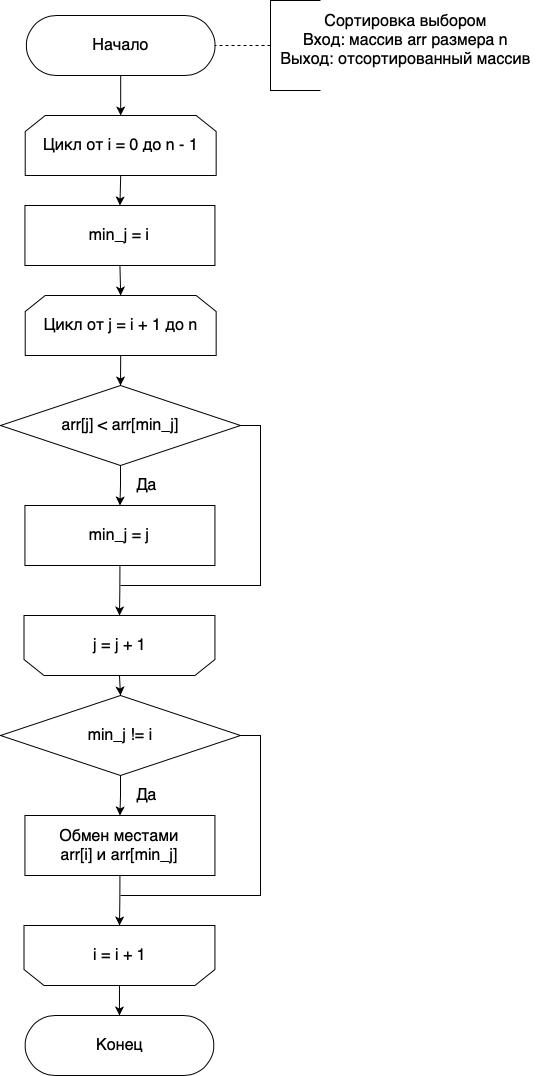 Начало
Сортировка выбором
Вход: массив arr размера n
Выход: отсортированный массив
Цикл от i = 0 до n - 1
min_j = i
Цикл от j = i + 1 до n
arr[j] < arr[min_j]
Да
min_j = j
j = j + 1
min_j != i
Да
Обмен местами
arr[i] и arr[min_j]
i = i + 1
Конец